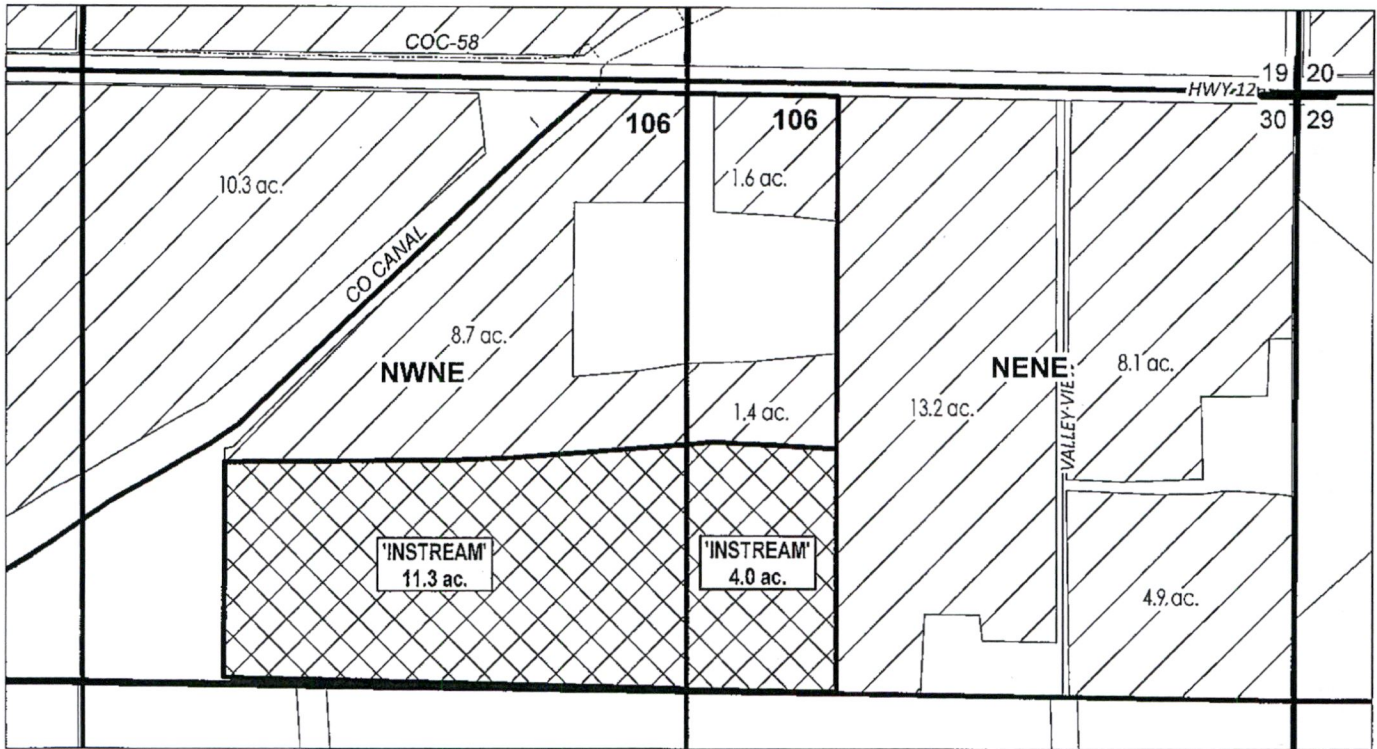 COC-58
19 20
HWY-12
30 29
106
106
10.3 ac.
1.6 ac.
CO CANAL
8.7 ac.
NWNE
NENE
8.1 ac.
1.4 ac.
13.2 ac.
VALLEY-VIE
'INSTREAM'
11.3 ac.
'INSTREAM'
4.0 ac.
4.9 ac.